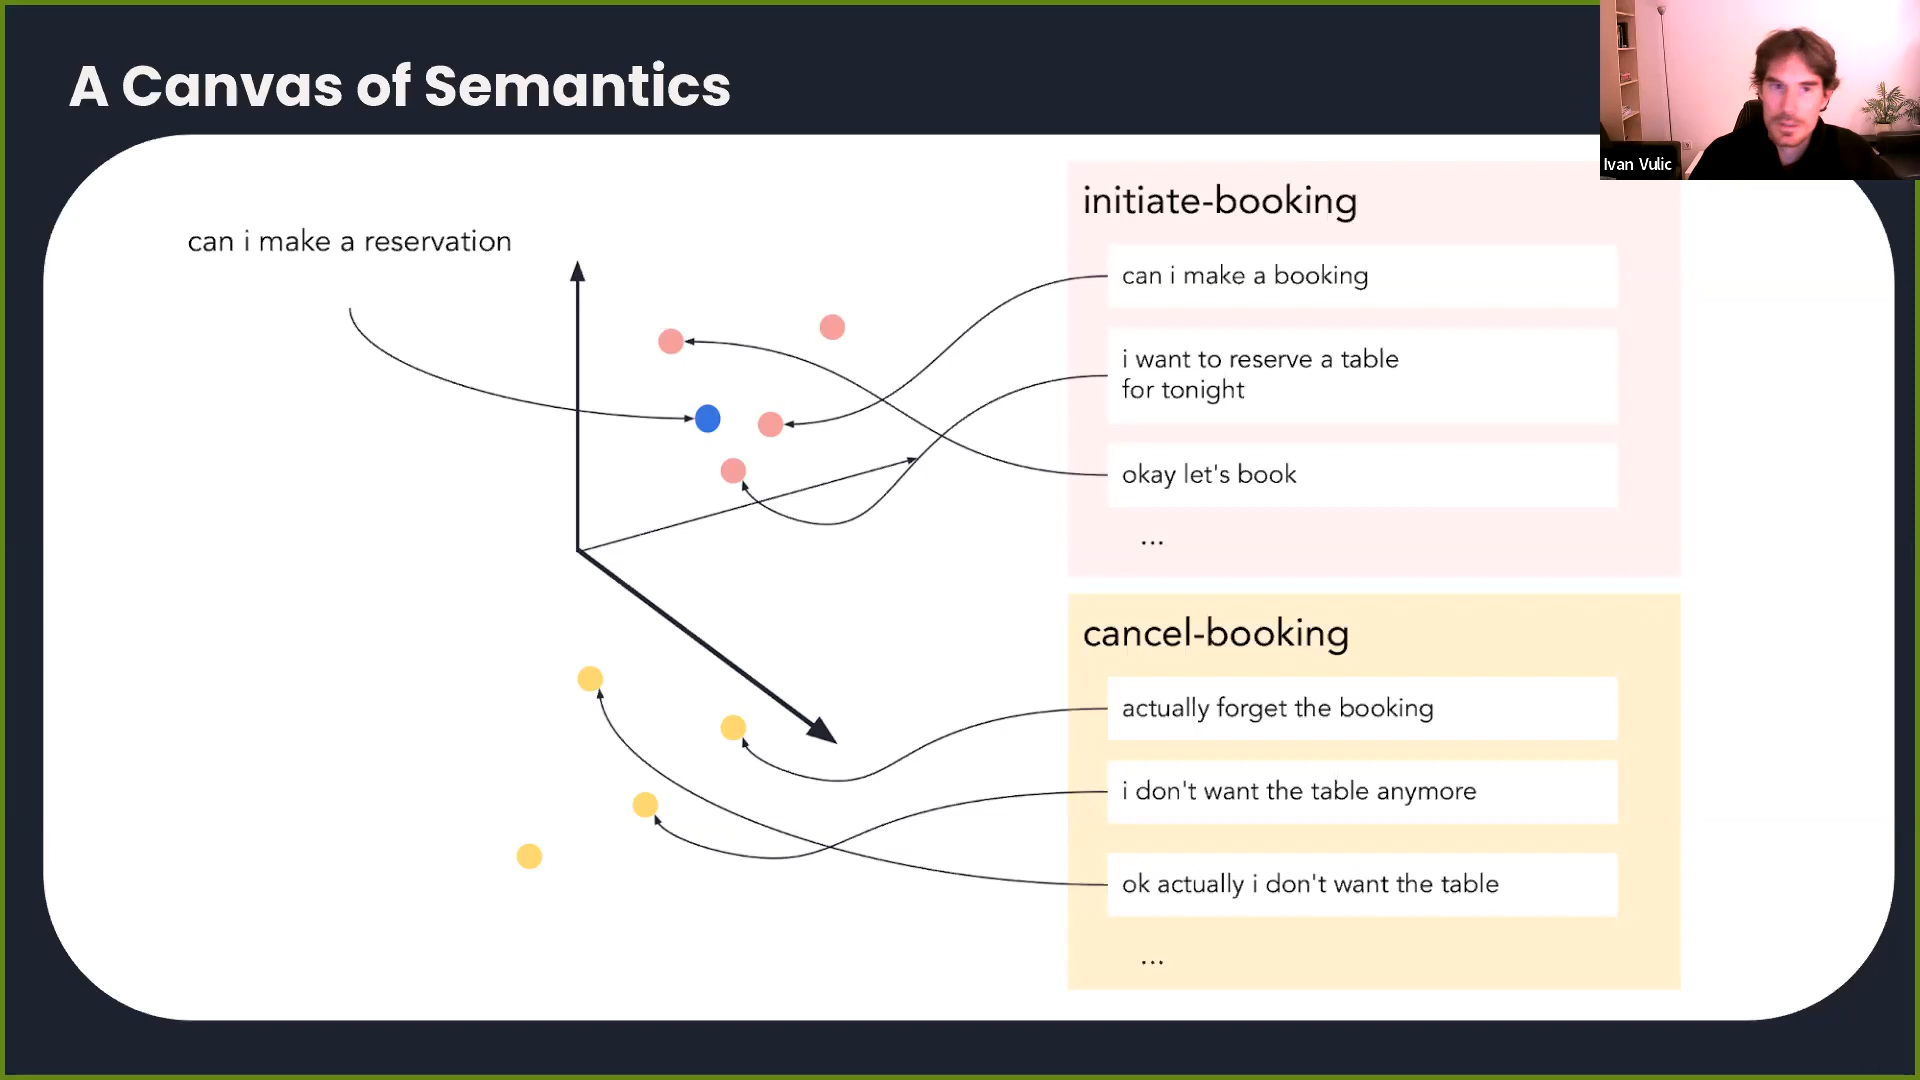 A Canvas of Semantics
Ivan Vulic
can i make a reservation
initiate-booking
can i make a booking
i want to reserve a table
for tonight
okay let's book
...
cancel-booking
actually forget the booking
i don't want the table anymore
ok actually i don't want the table
...